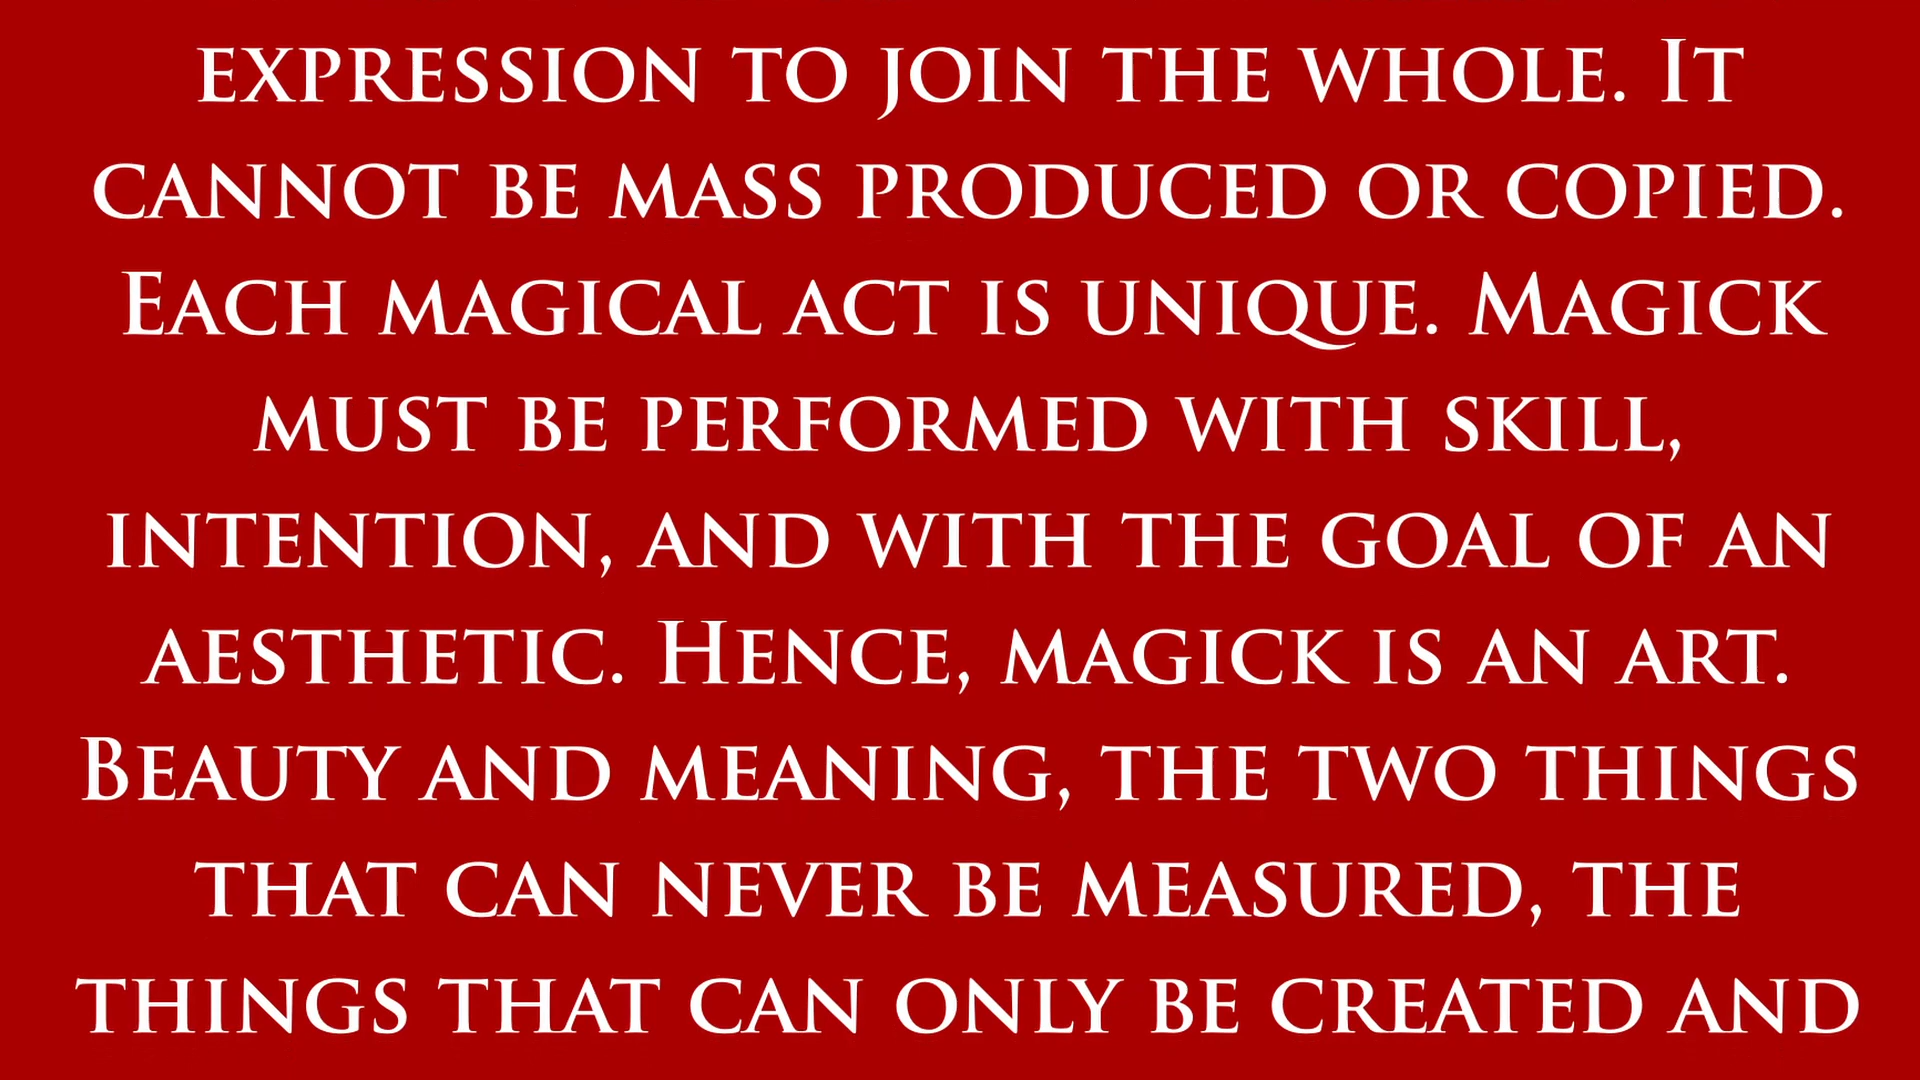 expression to join the whole. It
cannot be mass produced or copied.
Each magical act is unique. Magick
must be performed with skill,
intention, and with the goal of an
aesthetic. Hence, magick is an art.
Beauty and meaning, the two things
that can never be measured, the
things that can only be created and